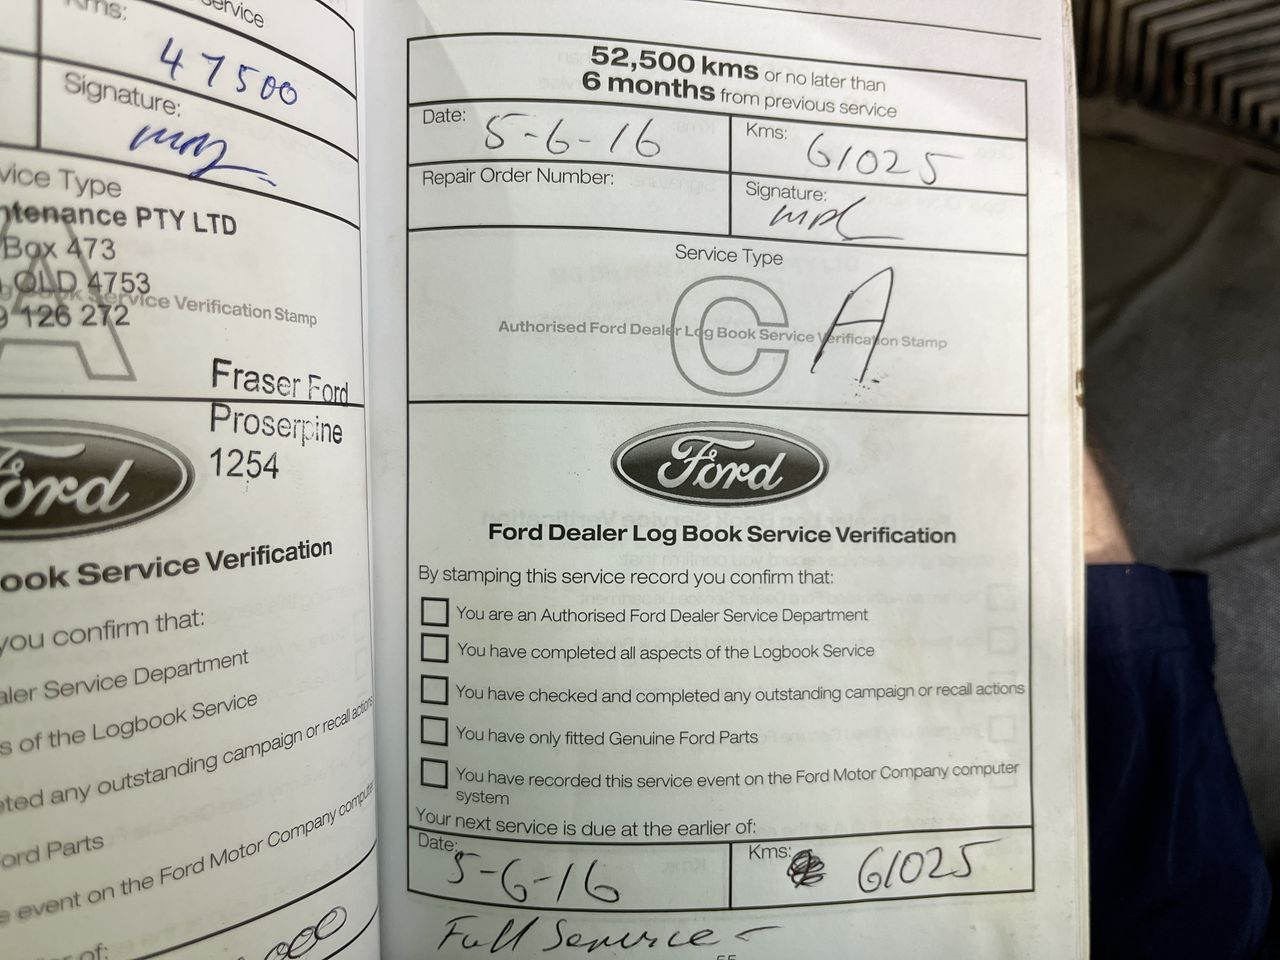 Kms:
service
47500
Signature:
vice Type
ntenance PTY LTD
Box 473
QLD 4753
Book Service Verification Stamp
9 126 272
A
Fraser Ford
Proserpine
1254
Ford
ook Service Verification
you confirm that:
aler Service Department
s of the Logbook Service
eted any outstanding campaign or recall actions
ord Parts
e event on the Ford Motor Company computer
of:
000
52,500 kms or no later than
6 months from previous service
Date: 5-6-16
Kms: 61025
Repair Order Number:
Signature:
Service Type
C A
Authorised Ford Dealer Log Book Service Verification Stamp
Ford
Ford Dealer Log Book Service Verification
By stamping this service record you confirm that:
You are an Authorised Ford Dealer Service Department
You have completed all aspects of the Logbook Service
You have checked and completed any outstanding campaign or recall actions
You have only fitted Genuine Ford Parts
You have recorded this service event on the Ford Motor Company computer
system
Your next service is due at the earlier of:
Date: 5-6-16
Kms: 61025
Full Service -
55